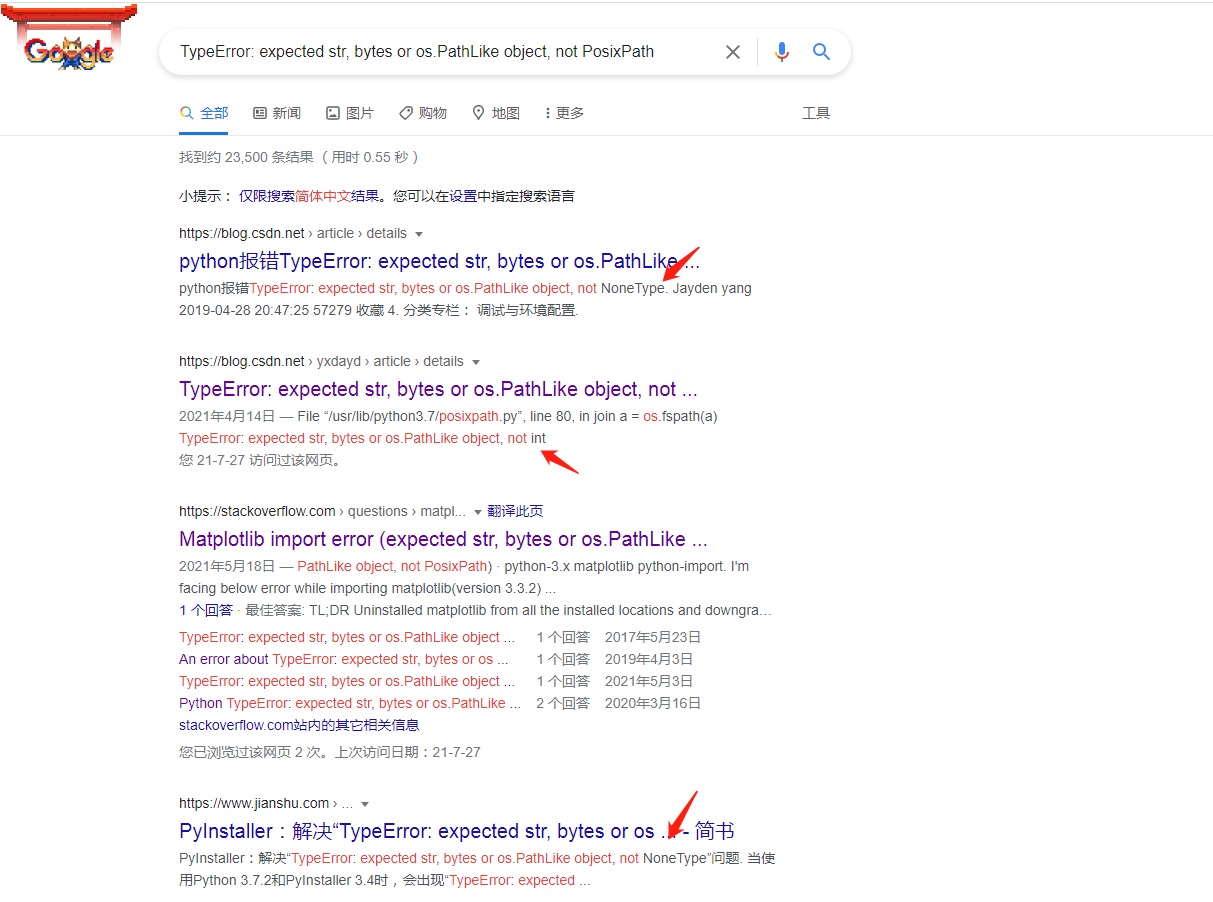 Google
TypeError: expected str, bytes or os.PathLike object, not PosixPath
全部 新闻 图片 购物 地图 更多 工具
找到约 23,500 条结果 （用时 0.55 秒）
小提示： 仅限搜索简体中文结果。您可以在设置中指定搜索语言
https://blog.csdn.net › article › details
python报错TypeError: expected str, bytes or os.PathLike ...
python报错TypeError: expected str, bytes or os.PathLike object, not NoneType. Jayden yang
2019-04-28 20:47:25 57279 收藏 4. 分类专栏： 调试与环境配置.
https://blog.csdn.net › yxdayd › article › details
TypeError: expected str, bytes or os.PathLike object, not ...
2021年4月14日 — File “/usr/lib/python3.7/posixpath.py”, line 80, in join a = os.fspath(a)
TypeError: expected str, bytes or os.PathLike object, not int
您 21-7-27 访问过该网页。
https://stackoverflow.com › questions › matpl... 翻译此页
Matplotlib import error (expected str, bytes or os.PathLike ...
2021年5月18日 — PathLike object, not PosixPath) · python-3.x matplotlib python-import. I'm
facing below error while importing matplotlib(version 3.3.2) ...
1 个回答 · 最佳答案: TL;DR Uninstalled matplotlib from all the installed locations and downgra...
TypeError: expected str, bytes or os.PathLike object ... 1 个回答 2017年5月23日
An error about TypeError: expected str, bytes or os ... 1 个回答 2019年4月3日
TypeError: expected str, bytes or os.PathLike object ... 1 个回答 2021年5月3日
Python TypeError: expected str, bytes or os.PathLike ... 2 个回答 2020年3月16日
stackoverflow.com站内的其它相关信息
您已浏览过该网页 2 次。上次访问日期：21-7-27
https://www.jianshu.com › ...
PyInstaller：解决“TypeError: expected str, bytes or os ... - 简书
PyInstaller：解决“TypeError: expected str, bytes or os.PathLike object, not NoneType”问题. 当使
用Python 3.7.2和PyInstaller 3.4时，会出现“TypeError: expected ...